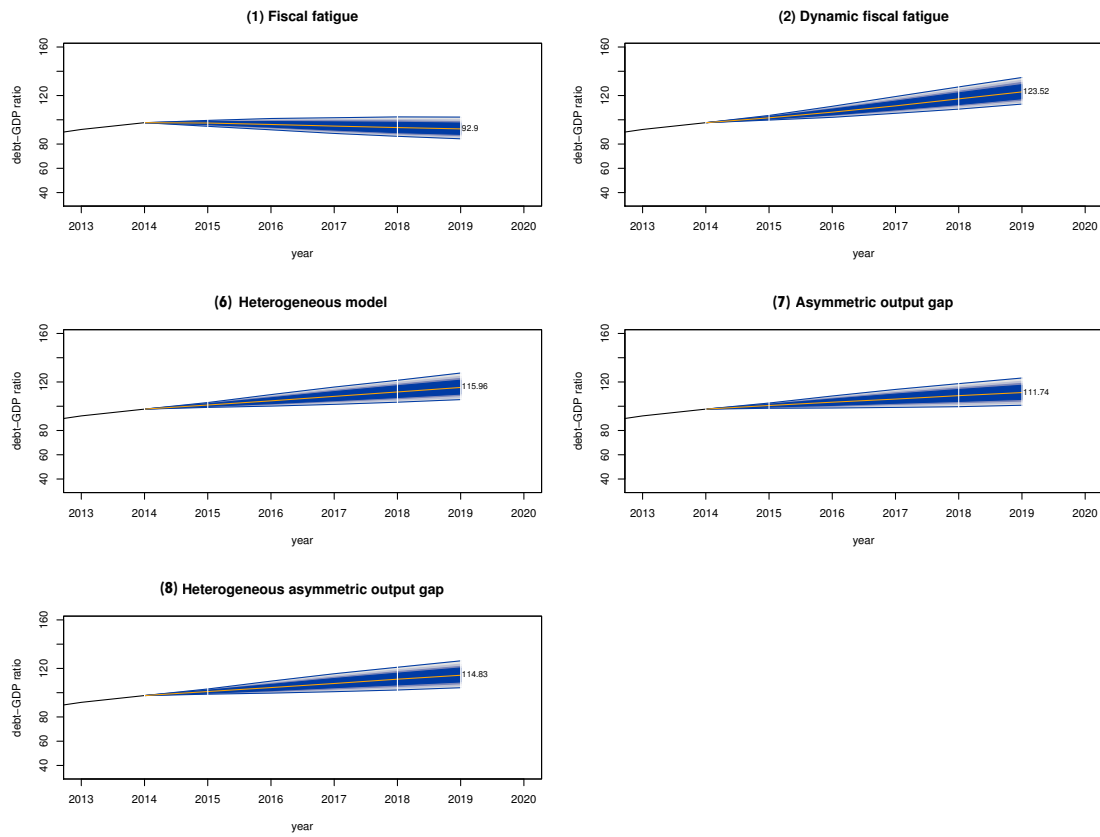 (1) Fiscal fatigue
debt−GDP ratio
160
120
80
60
40
92.9
2013 2014 2015 2016 2017 2018 2019 2020
year
(2) Dynamic fiscal fatigue
debt−GDP ratio
160
120
80
60
40
123.52
2013 2014 2015 2016 2017 2018 2019 2020
year
(6) Heterogeneous model
debt−GDP ratio
160
120
80
60
40
115.96
2013 2014 2015 2016 2017 2018 2019 2020
year
(7) Asymmetric output gap
debt−GDP ratio
160
120
80
60
40
111.74
2013 2014 2015 2016 2017 2018 2019 2020
year
(8) Heterogeneous asymmetric output gap
debt−GDP ratio
160
120
80
60
40
114.83
2013 2014 2015 2016 2017 2018 2019 2020
year